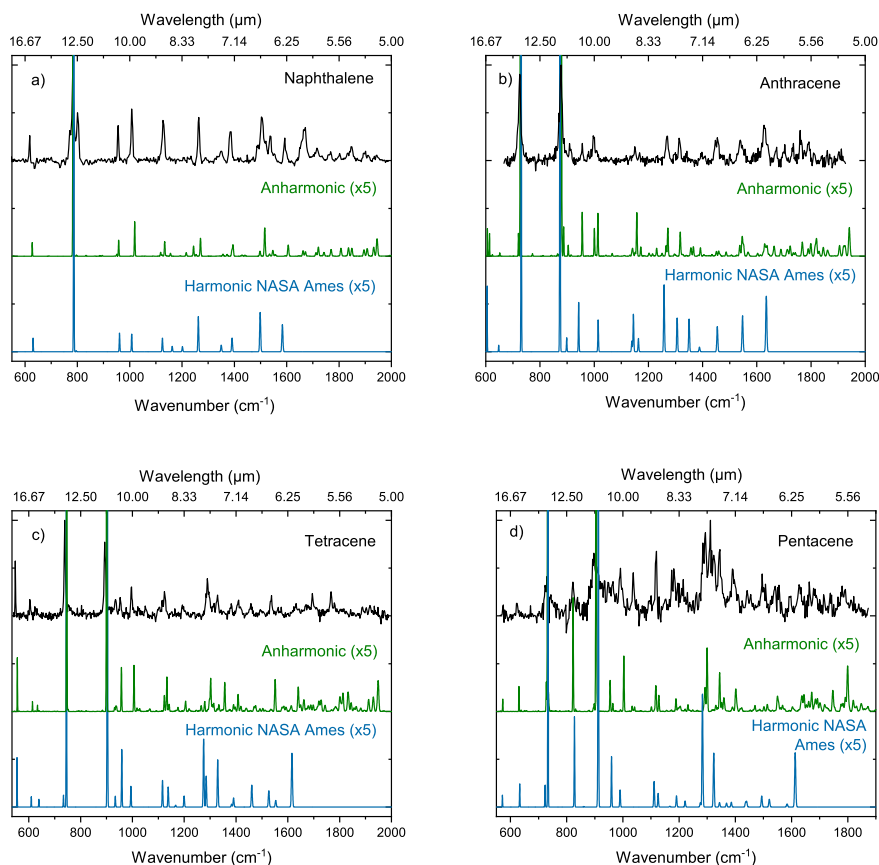 Wavelength (µm)
16.67 12.50 10.00 8.33 7.14 6.25 5.56 5.00
a)
Naphthalene
Anharmonic (x5)
Harmonic NASA Ames (x5)
600 800 1000 1200 1400 1600 1800 2000
Wavenumber (cm-1)
Wavelength (µm)
16.67 12.50 10.00 8.33 7.14 6.25 5.56 5.00
b)
Anthracene
Anharmonic (x5)
Harmonic NASA Ames (x5)
600 800 1000 1200 1400 1600 1800 2000
Wavenumber (cm-1)
Wavelength (µm)
16.67 12.50 10.00 8.33 7.14 6.25 5.56 5.00
c)
Tetracene
Anharmonic (x5)
Harmonic NASA Ames (x5)
600 800 1000 1200 1400 1600 1800 2000
Wavenumber (cm-1)
Wavelength (µm)
16.67 12.50 10.00 8.33 7.14 6.25 5.56
d)
Pentacene
Anharmonic (x5)
Harmonic NASA
Ames (x5)
600 800 1000 1200 1400 1600 1800
Wavenumber (cm-1)